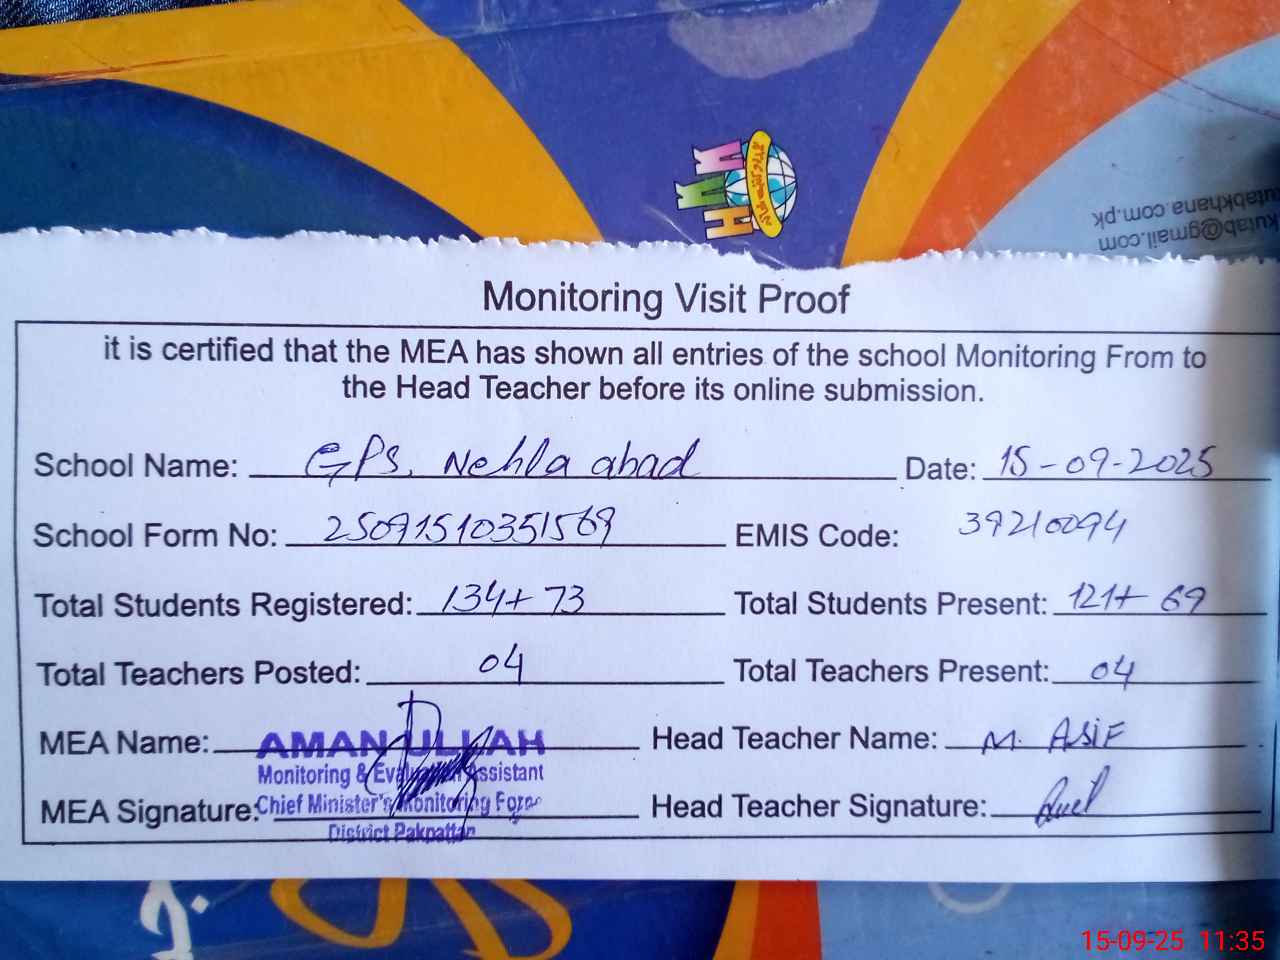 kutab@gmail.com
utabkhana.com.pk
Monitoring Visit Proof
it is certified that the MEA has shown all entries of the school Monitoring From to
the Head Teacher before its online submission.
School Name: GPS. Nehla abad Date: 15-09-2025
School Form No: 25091510351569 EMIS Code: 39210094
Total Students Registered: 134+73 Total Students Present: 121+69
Total Teachers Posted: 04 Total Teachers Present: 04
MEA Name: AMAN ULLAH Head Teacher Name: M. ASIF
Monitoring & Evaluation Assistant
MEA Signature: Chief Minister's Monitoring Force Head Teacher Signature:
District Pakpattan
15-09-25 11:35